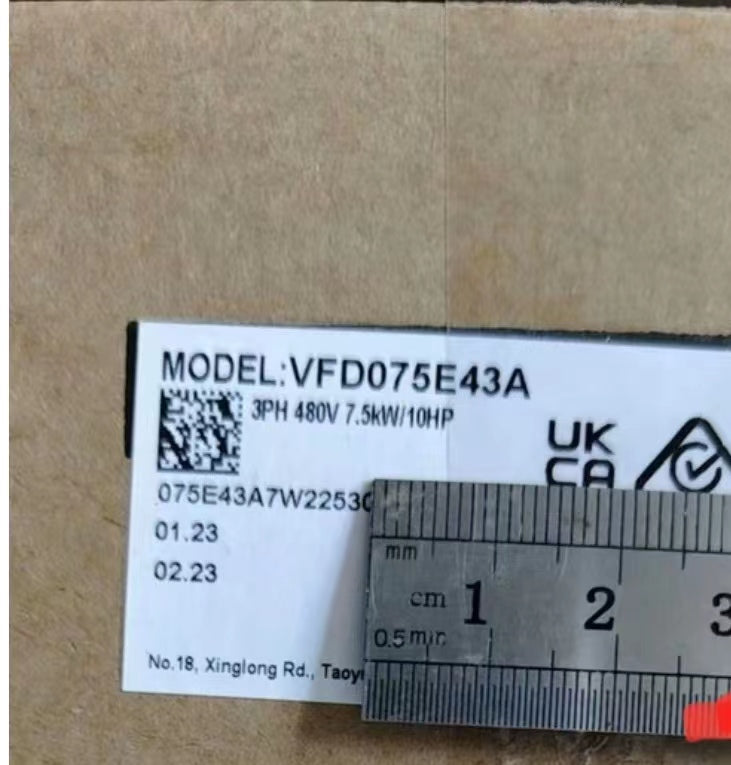 MODEL:VFD075E43A
3PH 480V 7.5kW/10HP
UK
CA
075E43A7W2253
01.23
02.23
No.18, Xinglong Rd., Taoy
mm
cm 1 2 3
0.5mm